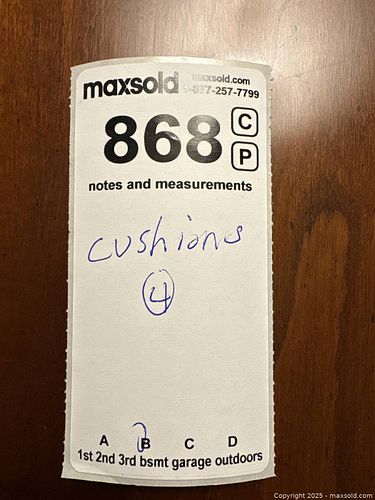 maxsold maxsold.com
1-877-257-7799
868 C
P
notes and measurements
cushions
4
A B C D
1st 2nd 3rd bsmt garage outdoors
Copyright © 2025 - maxsold.com